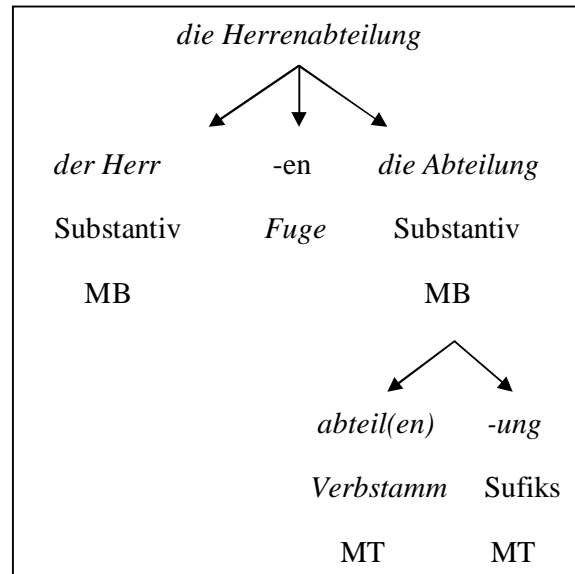 die Herrenabteilung
der Herr -en die Abteilung
Substantiv Fuge Substantiv
MB MB
abteil(en) -ung
Verbstamm Sufiks
MT MT